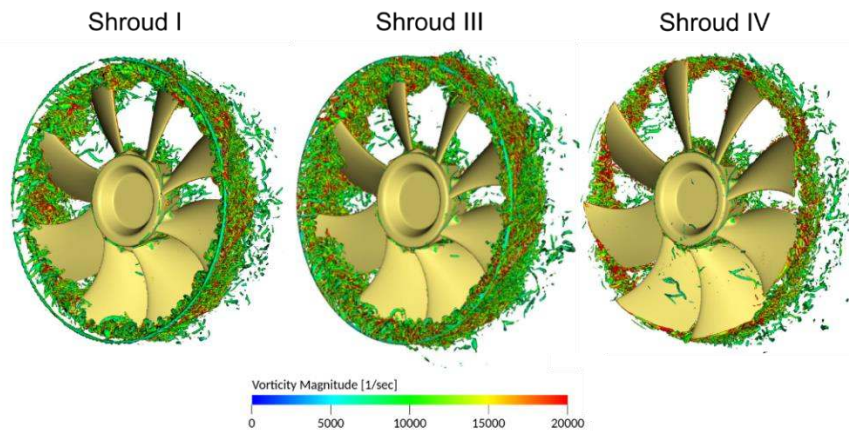 Shroud I
Shroud III
Shroud IV
Vorticity Magnitude [1/sec]
0 5000 10000 15000 20000